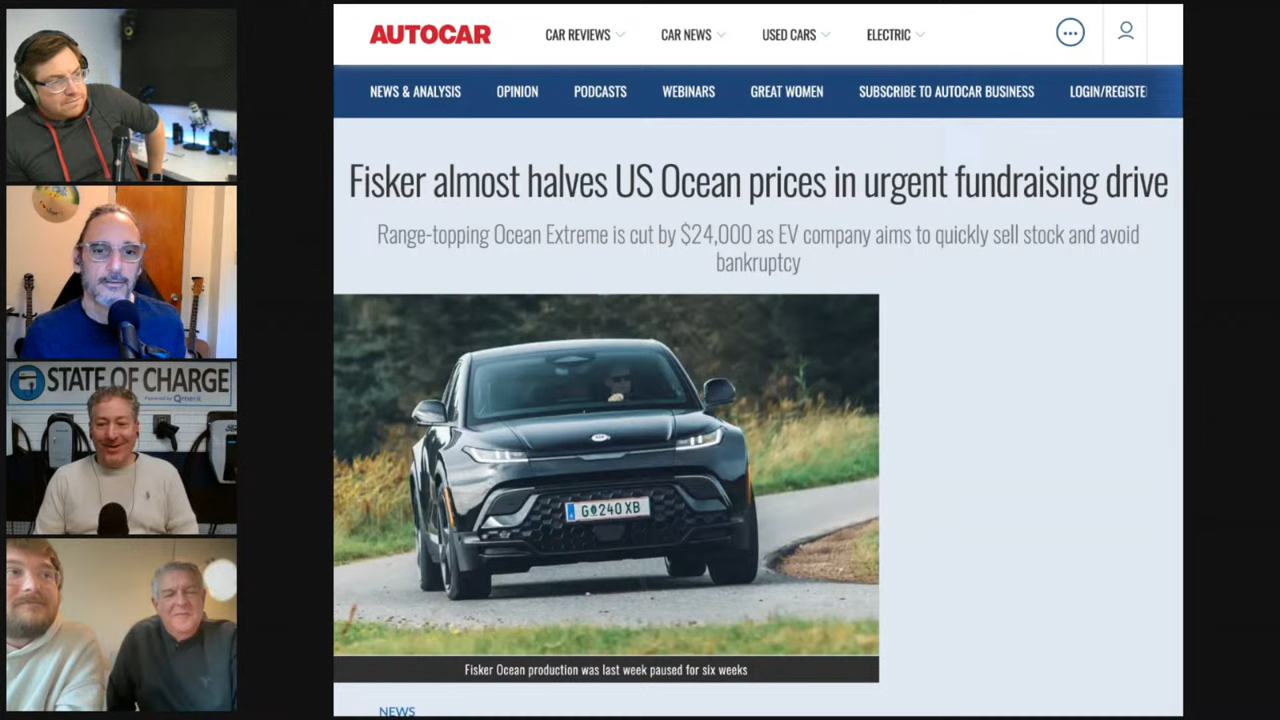 AUTOCAR
CAR REVIEWS
CAR NEWS
USED CARS
ELECTRIC
NEWS & ANALYSIS
OPINION
PODCASTS
WEBINARS
GREAT WOMEN
SUBSCRIBE TO AUTOCAR BUSINESS
LOGIN/REGISTE
Fisker almost halves US Ocean prices in urgent fundraising drive
Range-topping Ocean Extreme is cut by $24,000 as EV company aims to quickly sell stock and avoid
bankruptcy
STATE OF CHARGE
Powered by Qmerit
G 240 XB
Fisker Ocean production was last week paused for six weeks
NEWS